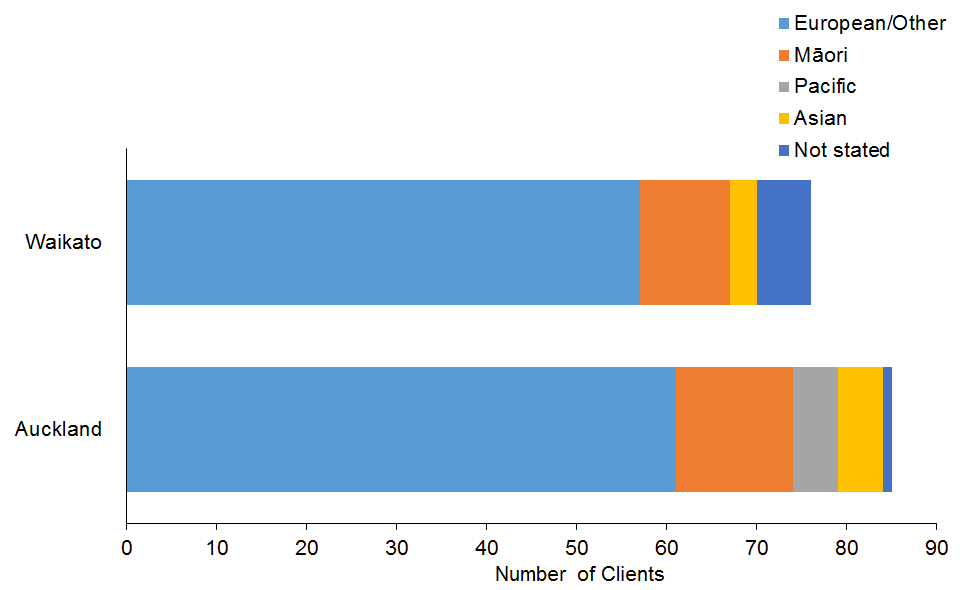 European/Other
Māori
Pacific
Asian
Not stated
Waikato
Auckland
0 10 20 30 40 50 60 70 80 90
Number of Clients